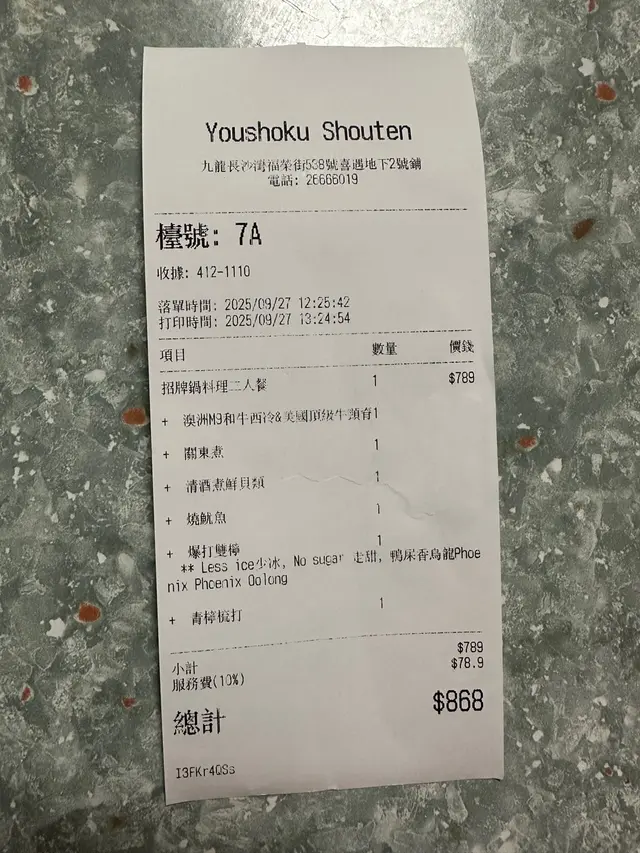 Youshoku Shouten
九龍長沙灣福榮街538號喜遇地下2號鋪
電話: 26666019
檯號: 7A
收據: 412-1110
落單時間: 2025/09/27 12:25:42
打印時間: 2025/09/27 13:24:54
項目 數量 價錢
招牌鍋料理二人餐 1 $789
+ 澳洲M9和牛西冷&美國頂級牛頸脊1
+ 關東煮 1
+ 清酒煮鮮貝類 1
+ 燒魷魚 1
+ 爆打雙檸 1
** Less ice少冰, No sugar 走甜, 鴨屎香烏龍Phoe
nix Phoenix Oolong
+ 青檸梳打 1
小計 $789
服務費(10%) $78.9
總計 $868
I3FKr4QSs